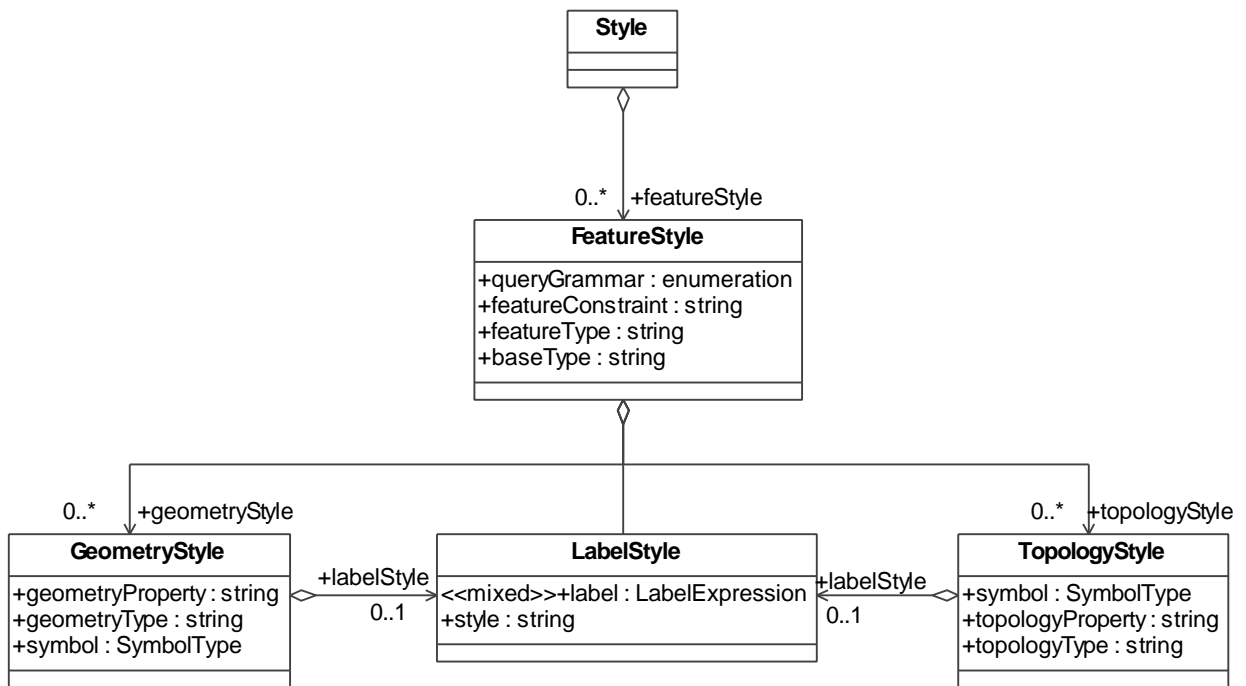 Style
0..* +featureStyle
FeatureStyle
+queryGrammar : enumeration
+featureConstraint : string
+featureType : string
+baseType : string
0..* +geometryStyle
0..* +topologyStyle
GeometryStyle
+geometryProperty : string
+geometryType : string
+symbol : SymbolType
+labelStyle
0..1
LabelStyle
<<mixed>>+label : LabelExpression
+style : string
+labelStyle
0..1
TopologyStyle
+symbol : SymbolType
+topologyProperty : string
+topologyType : string